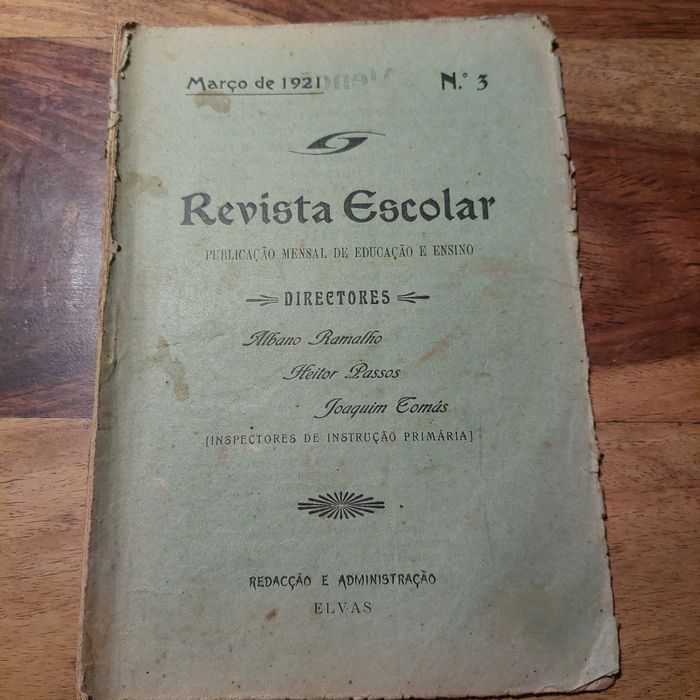 Março de 1921 N.º 3
Revista Escolar
PUBLICAÇÃO MENSAL DE EDUCAÇÃO E ENSINO
DIRECTORES
Albano Ramalho
Heitor Passos
Joaquim Tomás
[INSPECTORES DE INSTRUÇÃO PRIMÁRIA]
REDACÇÃO E ADMINISTRAÇÃO
ELVAS